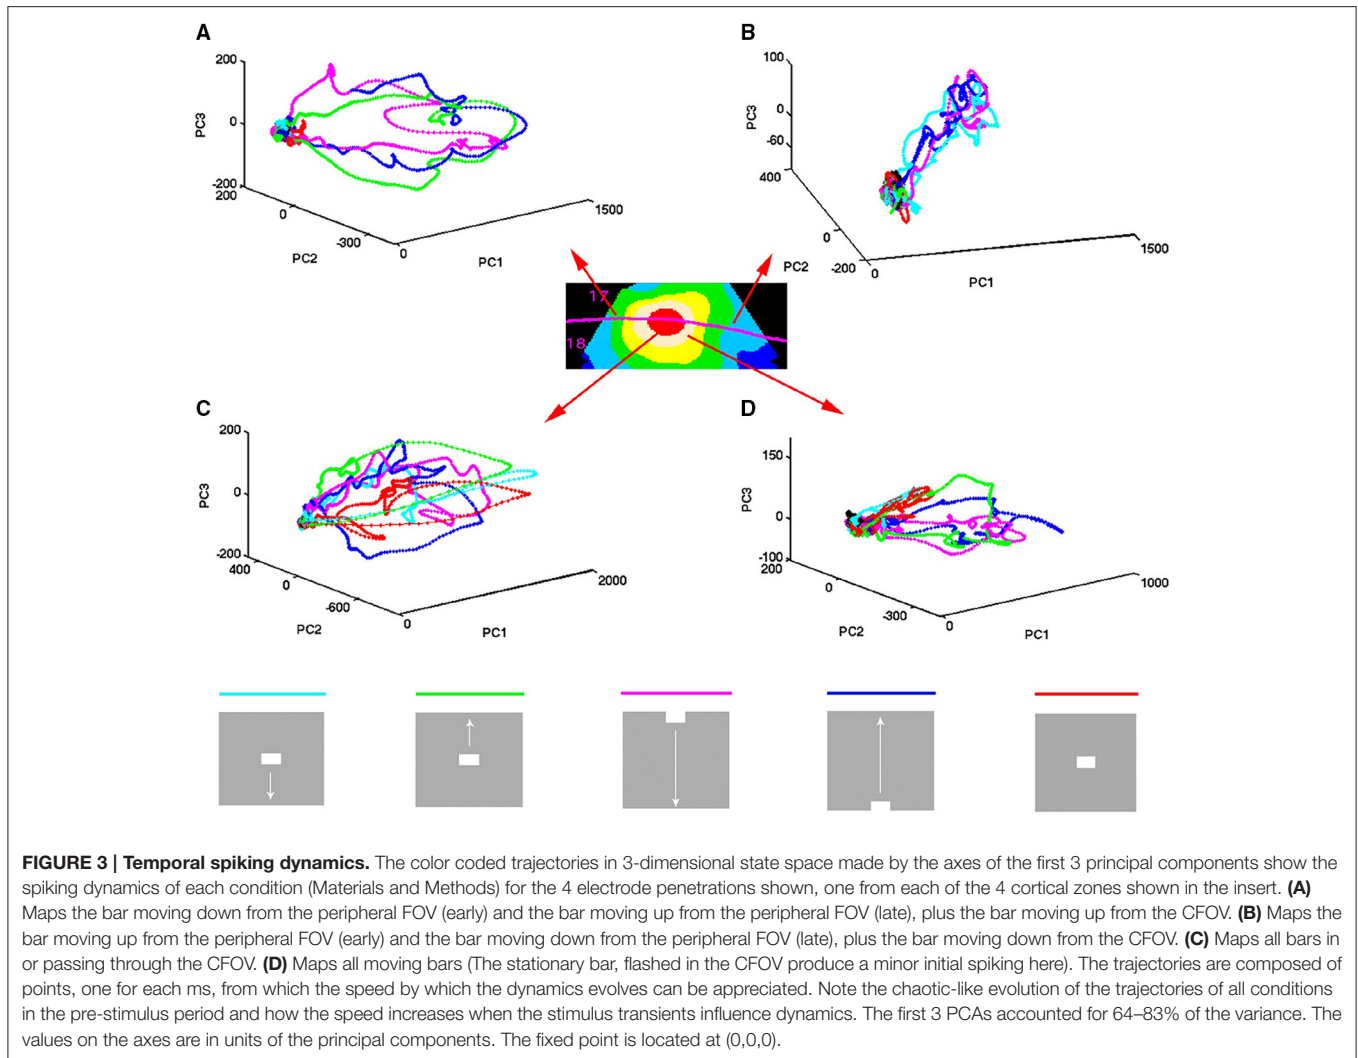 A
200
0
-200
PC3
200
0
-300
PC2
0
PC1
1500
B
100
0
-60
PC3
400
0
-200
PC2
0
PC1
1500
17
18
C
200
0
-200
PC3
400
0
-600
PC2
0
PC1
2000
D
150
0
-100
PC3
200
0
-300
PC2
0
PC1
1000
FIGURE 3 | Temporal spiking dynamics. The color coded trajectories in 3-dimensional state space made by the axes of the first 3 principal components show the
spiking dynamics of each condition (Materials and Methods) for the 4 electrode penetrations shown, one from each of the 4 cortical zones shown in the insert. (A)
Maps the bar moving down from the peripheral FOV (early) and the bar moving up from the peripheral FOV (late), plus the bar moving up from the CFOV. (B) Maps the
bar moving up from the peripheral FOV (early) and the bar moving down from the peripheral FOV (late), plus the bar moving down from the CFOV. (C) Maps all bars in
or passing through the CFOV. (D) Maps all moving bars (The stationary bar, flashed in the CFOV produce a minor initial spiking here). The trajectories are composed of
points, one for each ms, from which the speed by which the dynamics evolves can be appreciated. Note the chaotic-like evolution of the trajectories of all conditions
in the pre-stimulus period and how the speed increases when the stimulus transients influence dynamics. The first 3 PCAs accounted for 64–83% of the variance. The
values on the axes are in units of the principal components. The fixed point is located at (0,0,0).